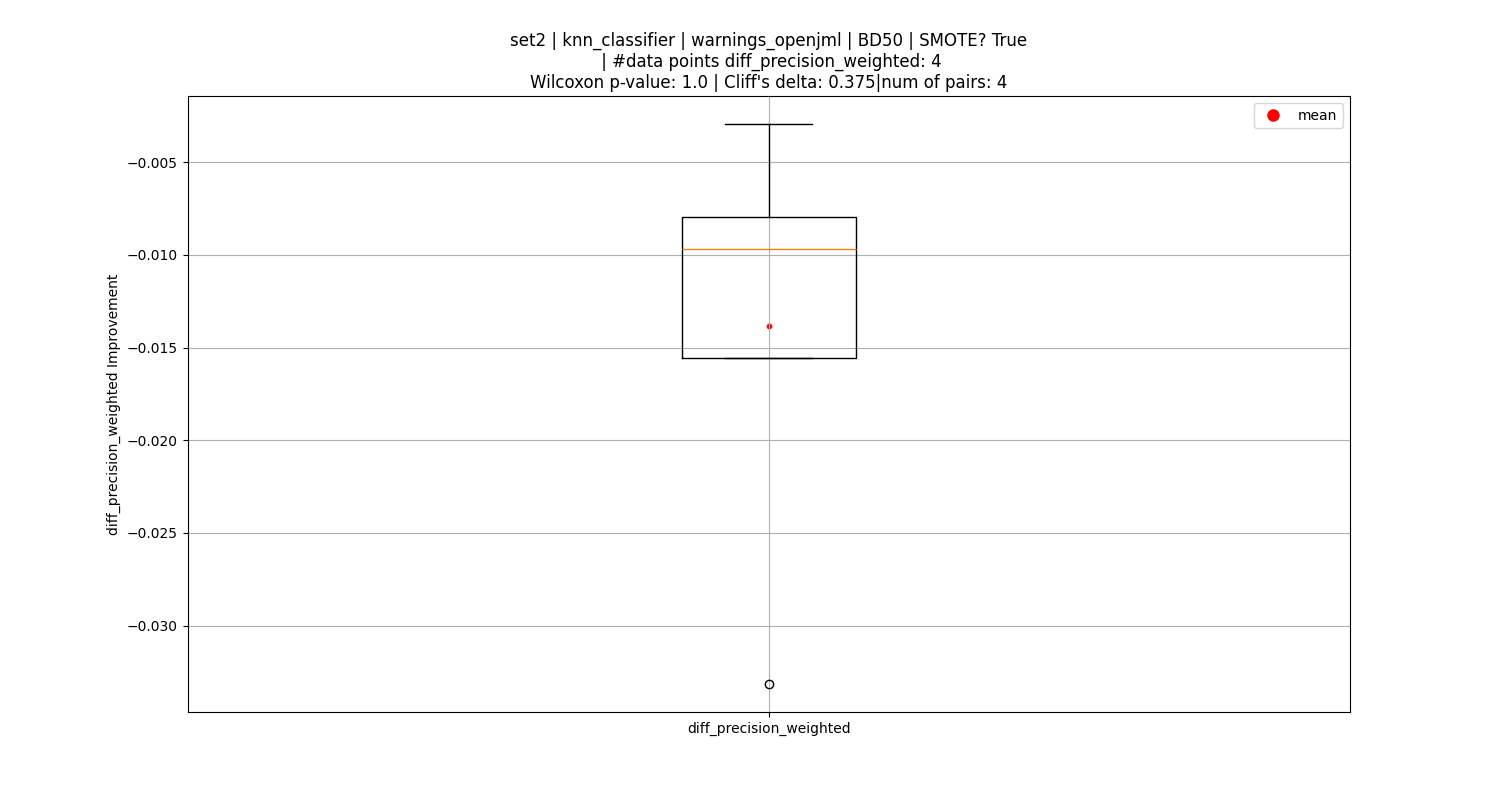 set2 | knn_classifier | warnings_openjml | BD50 | SMOTE? True
| #data points diff_precision_weighted: 4
Wilcoxon p-value: 1.0 | Cliff's delta: 0.375|num of pairs: 4
mean
−0.005
−0.010
−0.015
−0.020
−0.025
−0.030
diff_precision_weighted Improvement
diff_precision_weighted